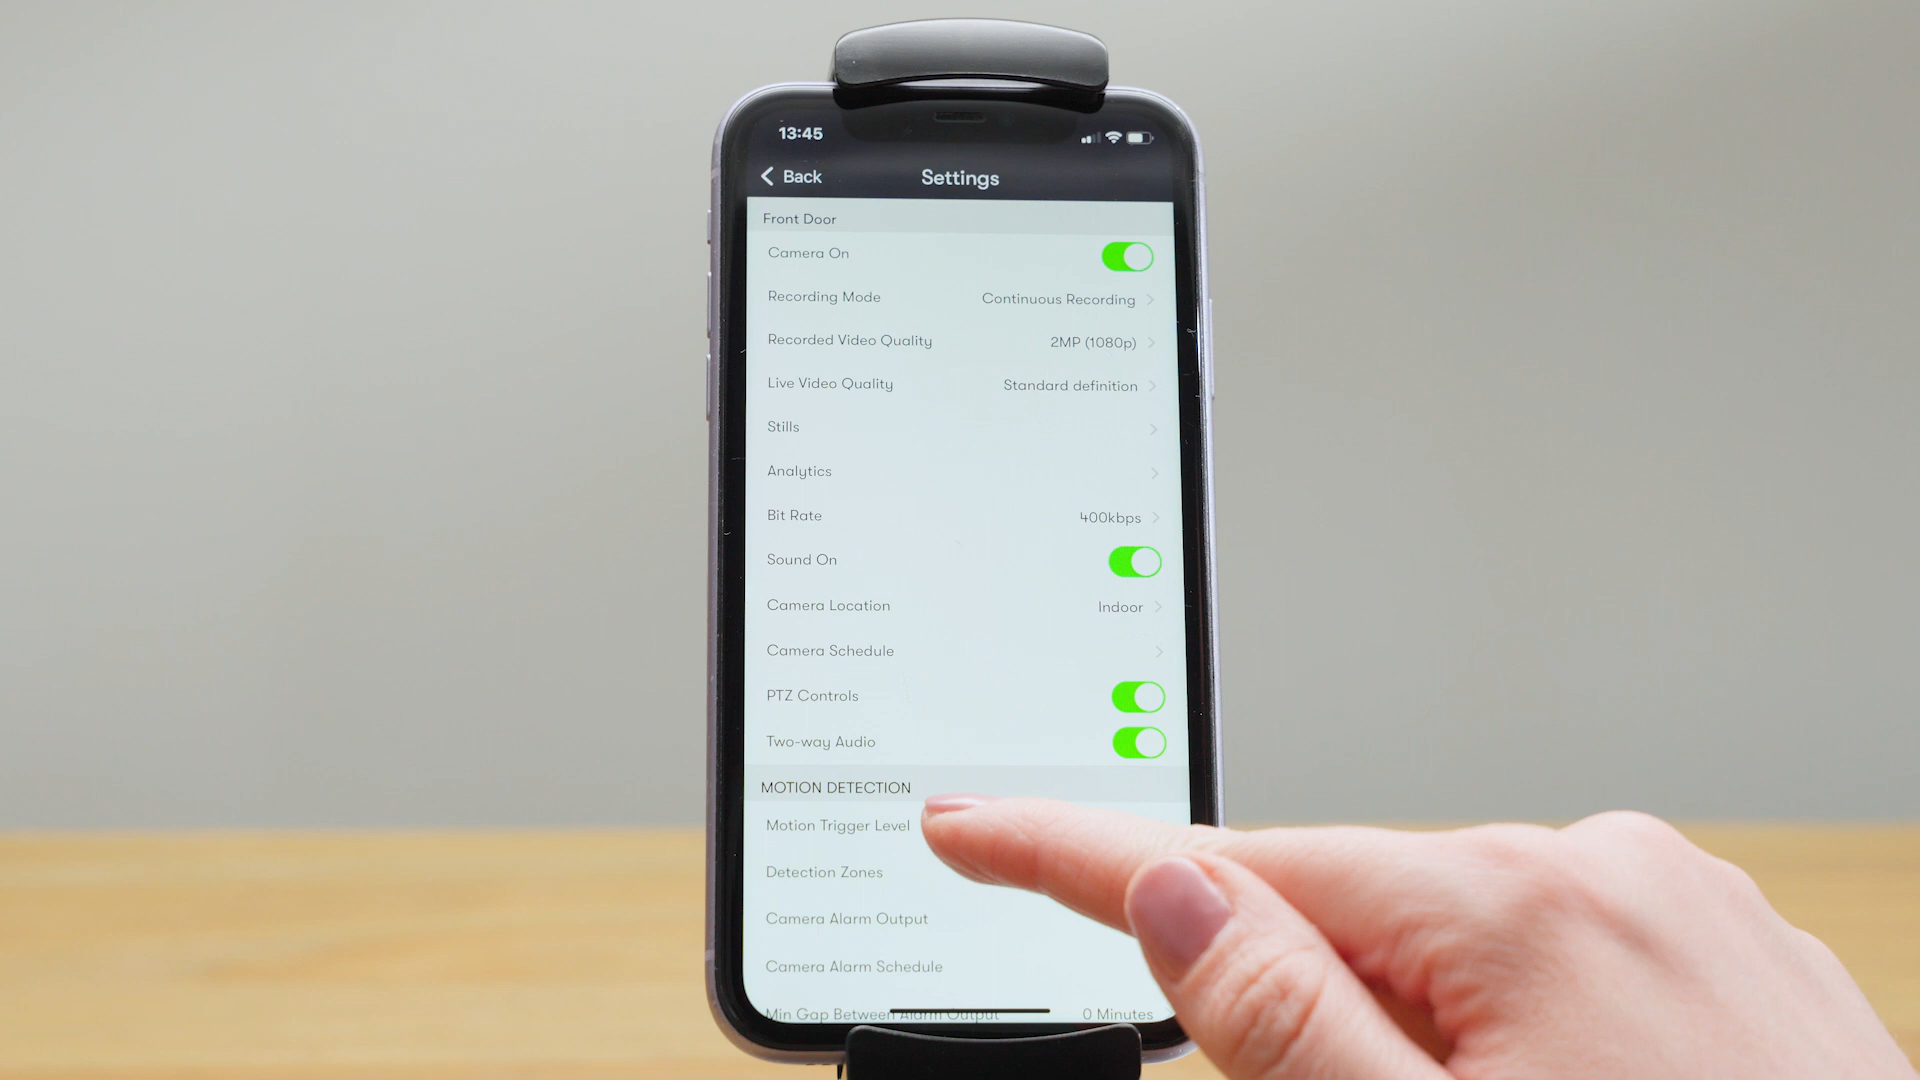 13:45
Back
Settings
Front Door
Camera On
Recording Mode Continuous Recording
Recorded Video Quality 2MP (1080p)
Live Video Quality Standard definition
Stills
Analytics
Bit Rate 400kbps
Sound On
Camera Location Indoor
Camera Schedule
PTZ Controls
Two-way Audio
MOTION DETECTION
Motion Trigger Level
Detection Zones
Camera Alarm Output
Camera Alarm Schedule
Min Gap Between Alarm Output 0 Minutes